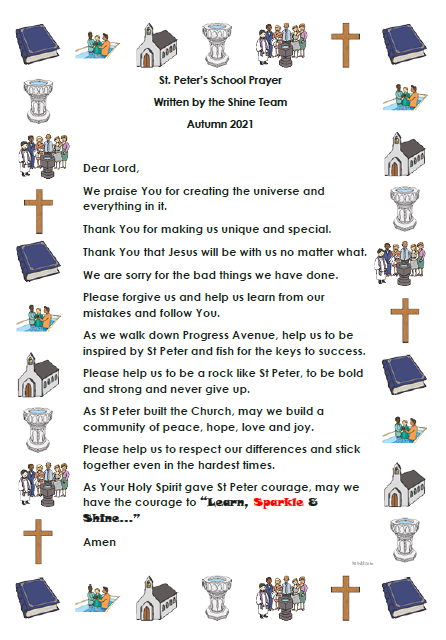 St. Peter's School Prayer
Written by the Shine Team
Autumn 2021
Dear Lord,
We praise You for creating the universe and
everything in it.
Thank You for making us unique and special.
Thank You that Jesus will be with us no matter what.
We are sorry for the bad things we have done.
Please forgive us and help us learn from our
mistakes and follow You.
As we walk down Progress Avenue, help us to be
inspired by St Peter and fish for the keys to success.
Please help us to be a rock like St Peter, to be bold
and strong and never give up.
As St Peter built the Church, may we build a
community of peace, hope, love and joy.
Please help us to respect our differences and stick
together even in the hardest times.
As Your Holy Spirit gave St Peter courage, may we
have the courage to “Learn, Sparkle &
Shine...”
Amen